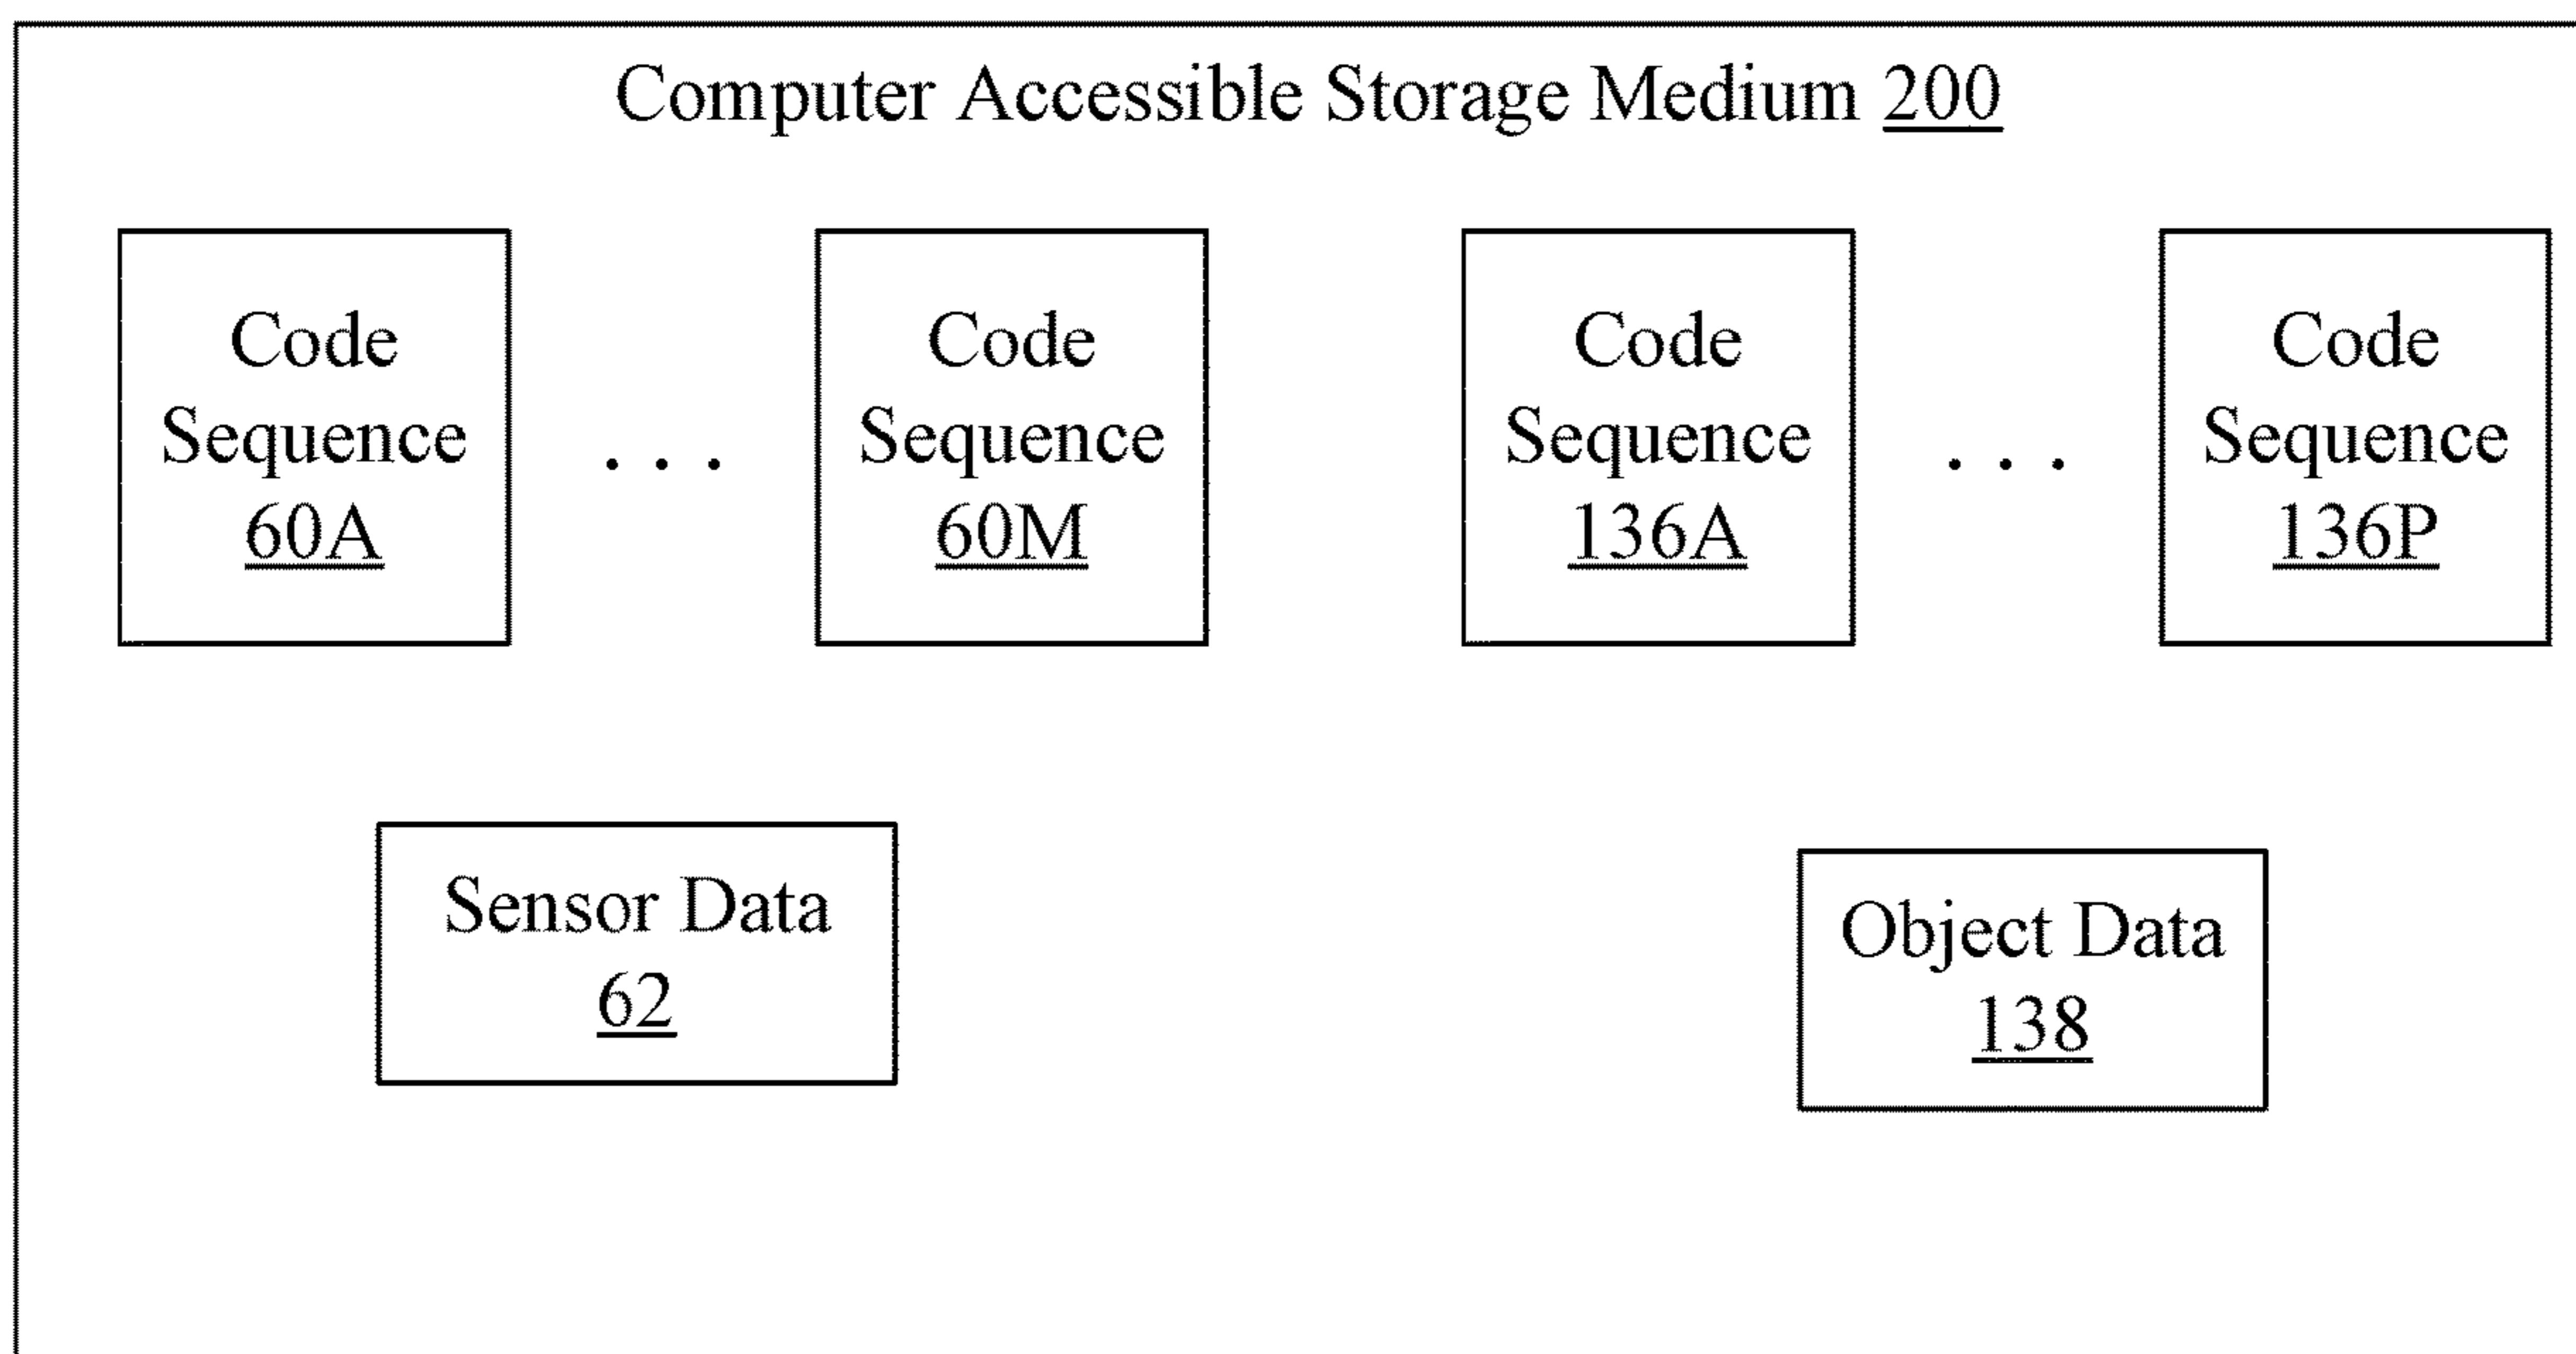 Computer Accessible Storage Medium 200
Code
Sequence
60A
. . .
Code
Sequence
60M
Code
Sequence
136A
. . .
Code
Sequence
136P
Sensor Data
62
Object Data
138